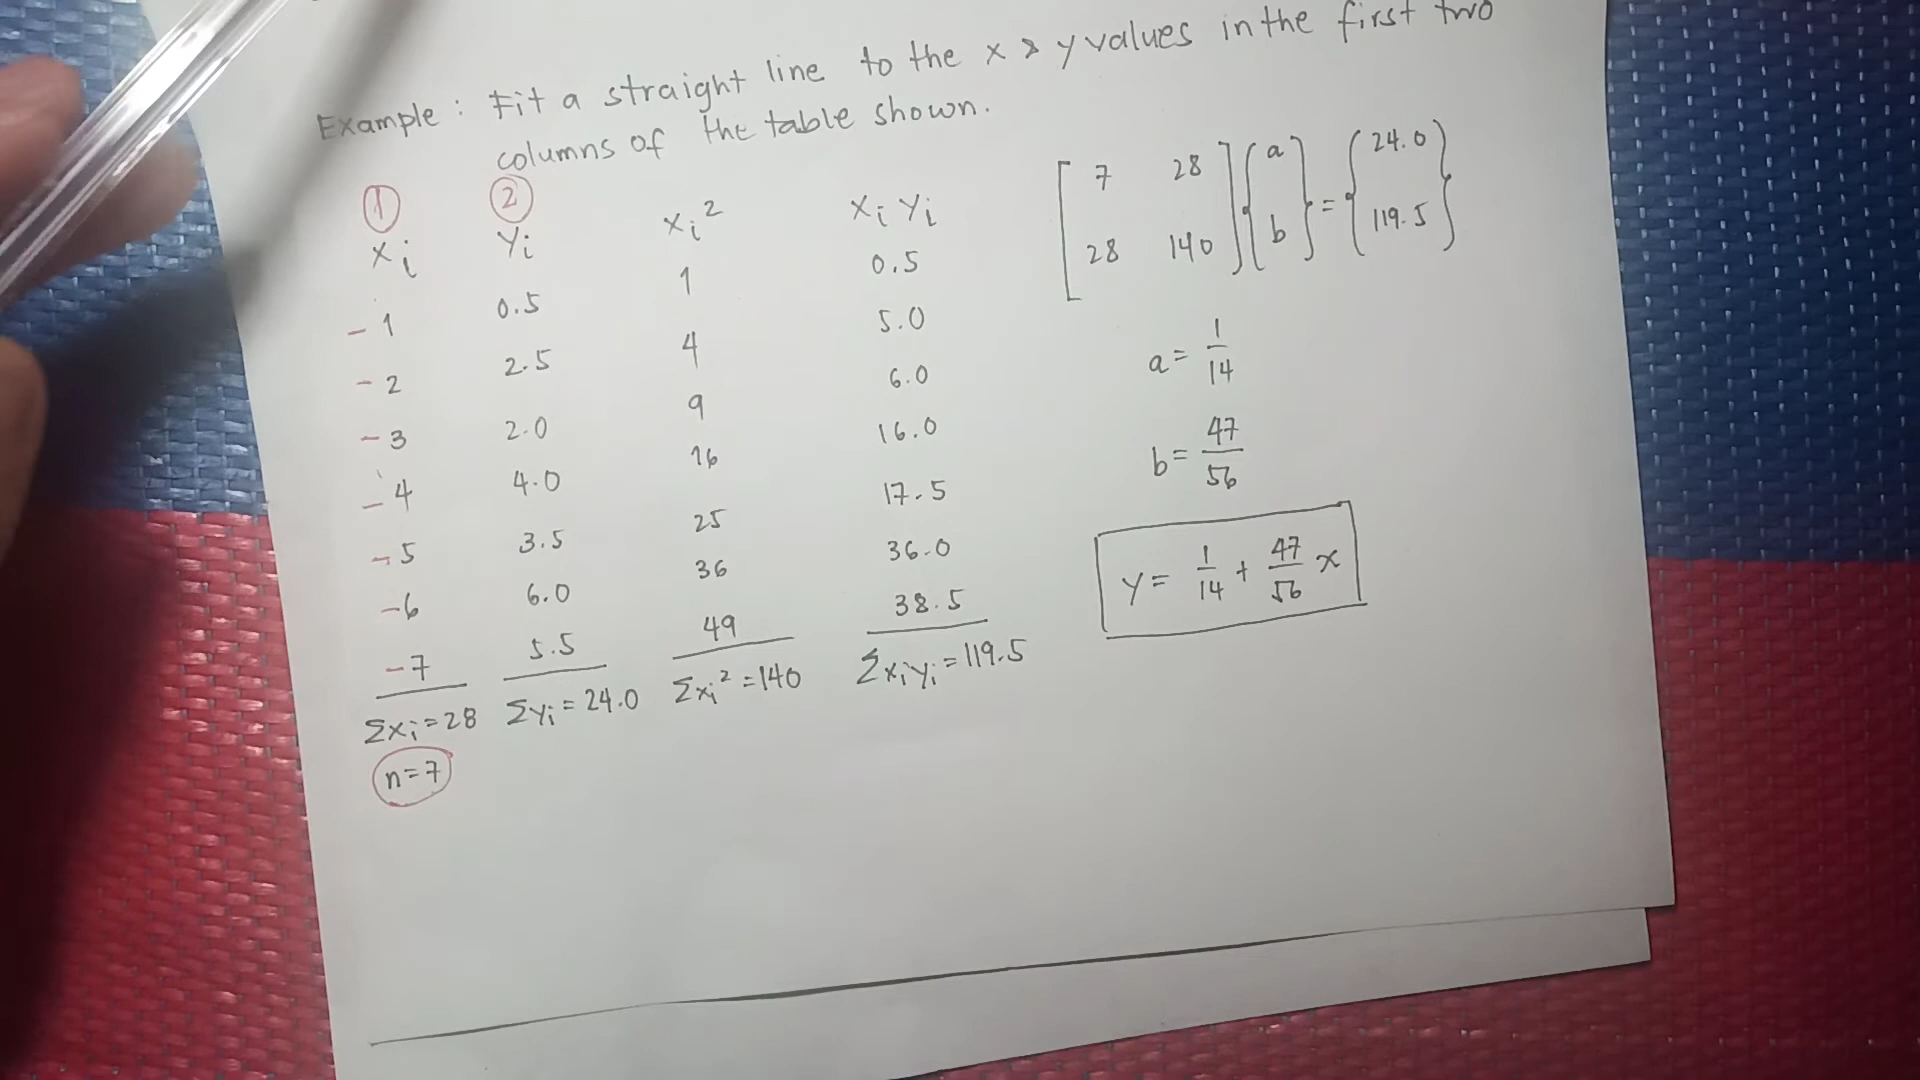 Example: Fit a straight line to the x & y values in the first two
columns of the table shown.
① ②
xi yi xi² xi yi
- 1 0.5 1 0.5
- 2 2.5 4 5.0
- 3 2.0 9 6.0
- 4 4.0 16 16.0
- 5 3.5 25 17.5
- 6 6.0 36 36.0
- 7 5.5 49 38.5
Σxi=28 Σyi=24.0 Σxi²=140 Σxiyi=119.5
n=7
[7 28] {a} = {24.0}
[28 140] {b} {119.5}
a= 1/14
b= 47/56
y= 1/14 + 47/56 x